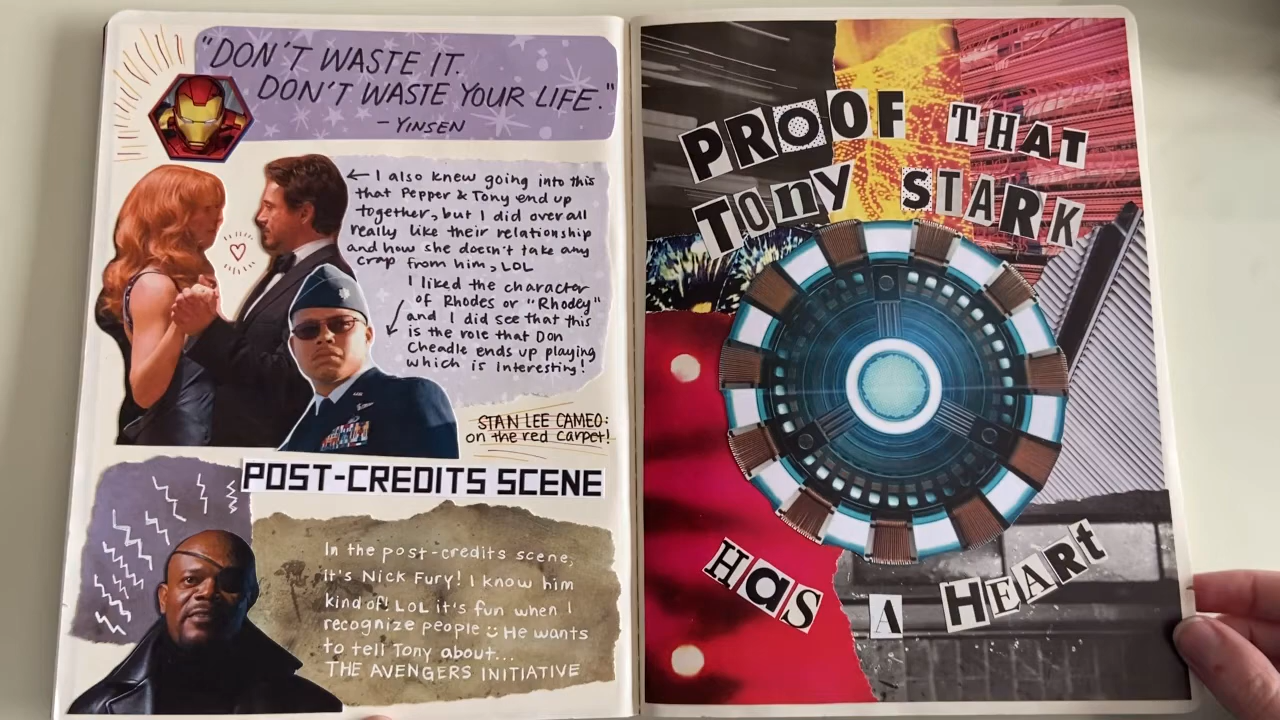 "DON'T WASTE IT.
DON'T WASTE YOUR LIFE."
- YINSEN
← I also knew going into this
that Pepper & Tony end up
together, but I did overall
really like their relationship
and how she doesn't take any
crap from him, LOL
I liked the character
of Rhodes or "Rhodey"
and I did see that this
is the role that Don
Cheadle ends up playing
which is interesting!
STAN LEE CAMEO:
on the red carpet!
POST-CREDITS SCENE
In the post-credits scene,
it's Nick Fury! I know him
kind of! LOL it's fun when I
recognize people :) He wants
to tell Tony about...
THE AVENGERS INITIATIVE
PROOF THAT
TOny STARK
HaS A HEARt